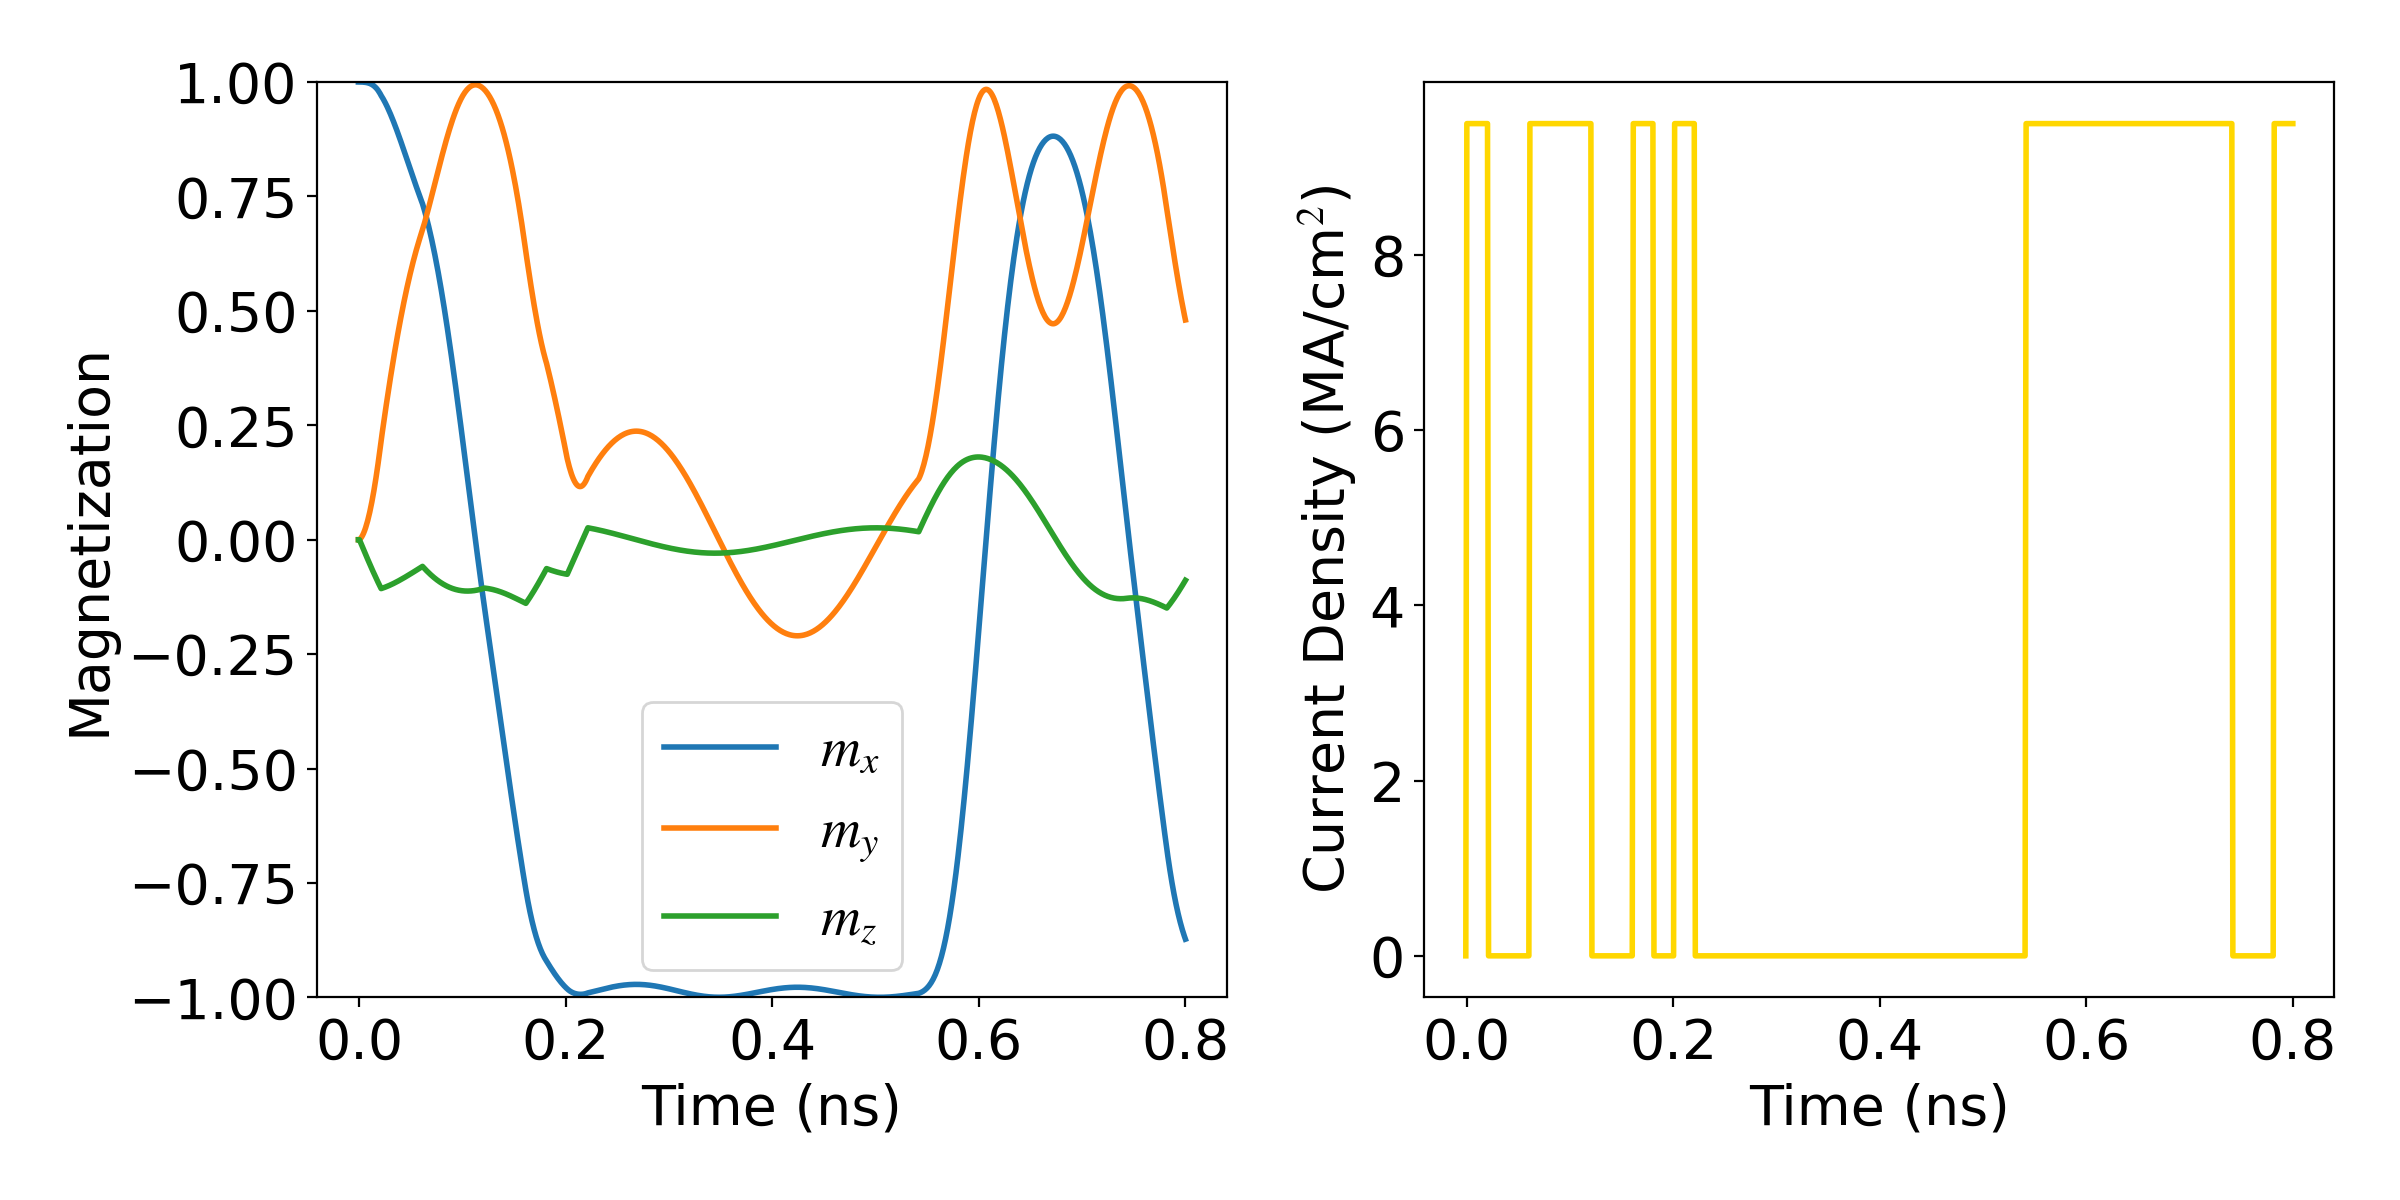 Magnetization
1.00
0.75
0.50
0.25
0.00
−0.25
−0.50
−0.75
−1.00
0.0 0.2 0.4 0.6 0.8
Time (ns)
m_x
m_y
m_z
Current Density (MA/cm²)
8
6
4
2
0
0.0 0.2 0.4 0.6 0.8
Time (ns)